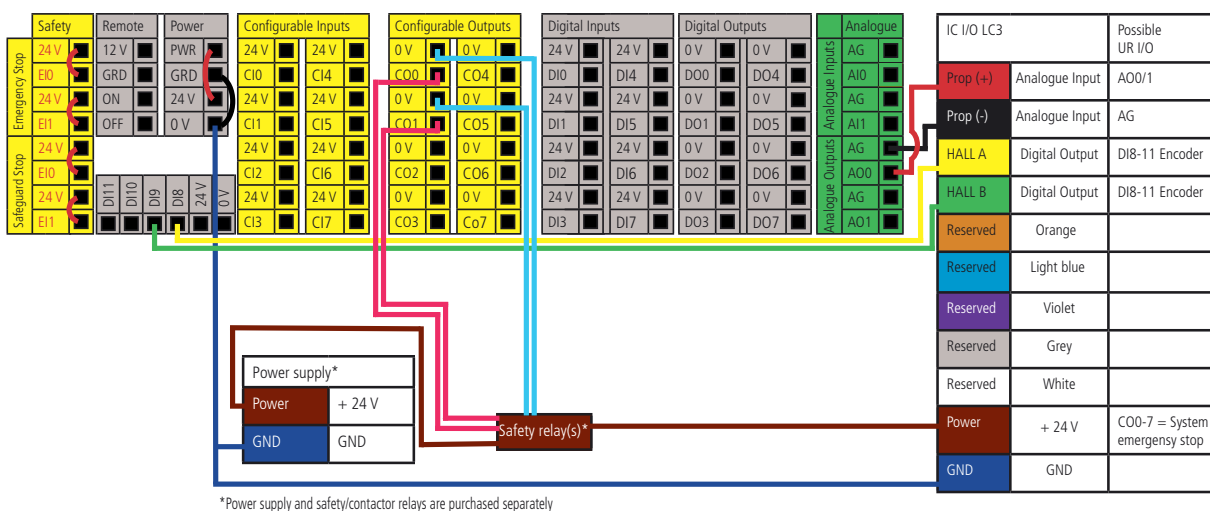 Safety Remote Power Configurable Inputs Configurable Outputs Digital Inputs Digital Outputs Analogue
Emergency Stop
Safeguard Stop
24 V
EI0
24 V
EI1
24 V
EI0
24 V
EI1
12 V
GRD
ON
OFF
PWR
GRD
24 V
0 V
DI11 DI10 DI9 DI8 24 V 0 V
24 V 24 V
CI0 CI4
24 V 24 V
CI1 CI5
24 V 24 V
CI2 CI6
24 V 24 V
CI3 CI7
0 V 0 V
CO0 CO4
0 V 0 V
CO1 CO5
0 V 0 V
CO2 CO6
0 V 0 V
CO3 Co7
24 V 24 V
DI0 DI4
24 V 24 V
DI1 DI5
24 V 24 V
DI2 DI6
24 V 24 V
DI3 DI7
0 V 0 V
DO0 DO4
0 V 0 V
DO1 DO5
0 V 0 V
DO2 DO6
0 V 0 V
DO3 DO7
Analogue Inputs
Analogue Outputs
AG
AI0
AG
AI1
AG
AO0
AG
AO1
IC I/O LC3 Possible
UR I/O
Prop (+) Analogue Input AO0/1
Prop (-) Analogue Input AG
HALL A Digital Output DI8-11 Encoder
HALL B Digital Output DI8-11 Encoder
Reserved Orange
Reserved Light blue
Reserved Violet
Reserved Grey
Reserved White
Power + 24 V CO0-7 = System
emergensy stop
GND GND
Power supply*
Power + 24 V
GND GND
Safety relay(s)*
*Power supply and safety/contactor relays are purchased separately